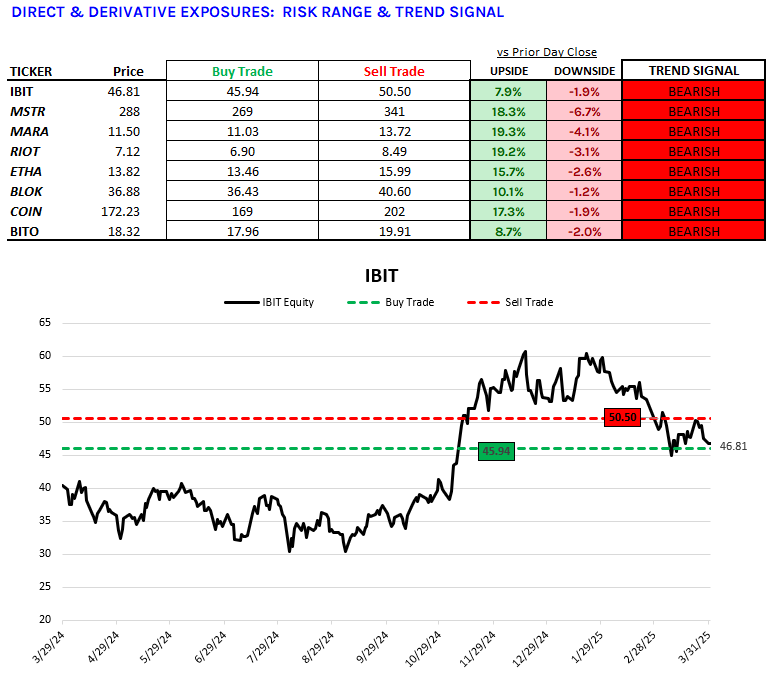 DIRECT & DERIVATIVE EXPOSURES: RISK RANGE & TREND SIGNAL
vs Prior Day Close
TICKER Price Buy Trade Sell Trade UPSIDE DOWNSIDE TREND SIGNAL
IBIT 46.81 45.94 50.50 7.9% -1.9% BEARISH
MSTR 288 269 341 18.3% -6.7% BEARISH
MARA 11.50 11.03 13.72 19.3% -4.1% BEARISH
RIOT 7.12 6.90 8.49 19.2% -3.1% BEARISH
ETHA 13.82 13.46 15.99 15.7% -2.6% BEARISH
BLOK 36.88 36.43 40.60 10.1% -1.2% BEARISH
COIN 172.23 169 202 17.3% -1.9% BEARISH
BITO 18.32 17.96 19.91 8.7% -2.0% BEARISH
IBIT
IBIT Equity Buy Trade Sell Trade
65
60
55
50
45
40
35
30
25
20
50.50
45.94
46.81
3/29/24 4/29/24 5/29/24 6/29/24 7/29/24 8/29/24 9/29/24 10/29/24 11/29/24 12/29/24 1/29/25 2/28/25 3/31/25